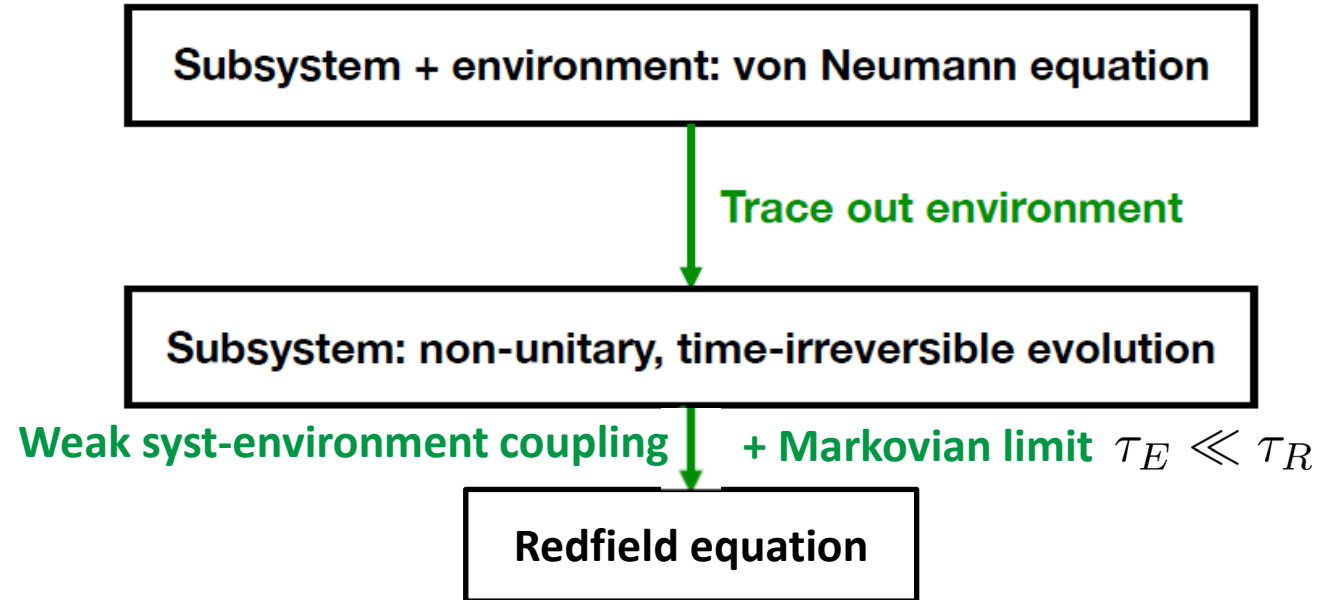 Subsystem + environment: von Neumann equation
Trace out environment
Subsystem: non-unitary, time-irreversible evolution
Weak syst-environment coupling + Markovian limit τ_E ≪ τ_R
Redfield equation